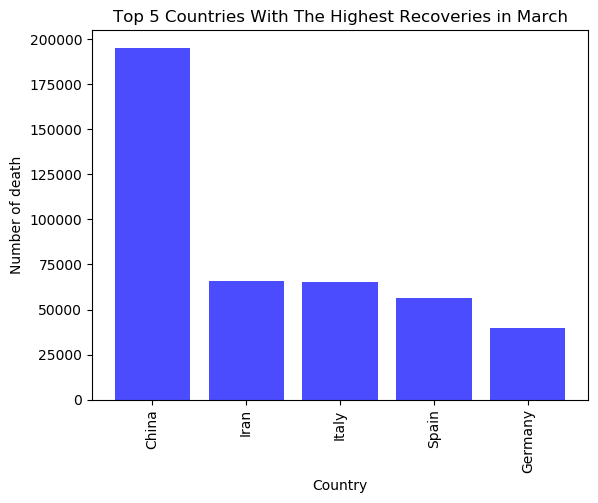 Top 5 Countries With The Highest Recoveries in March
200000
175000
150000
125000
100000
75000
50000
25000
0
Number of death
China
Iran
Italy
Spain
Germany
Country